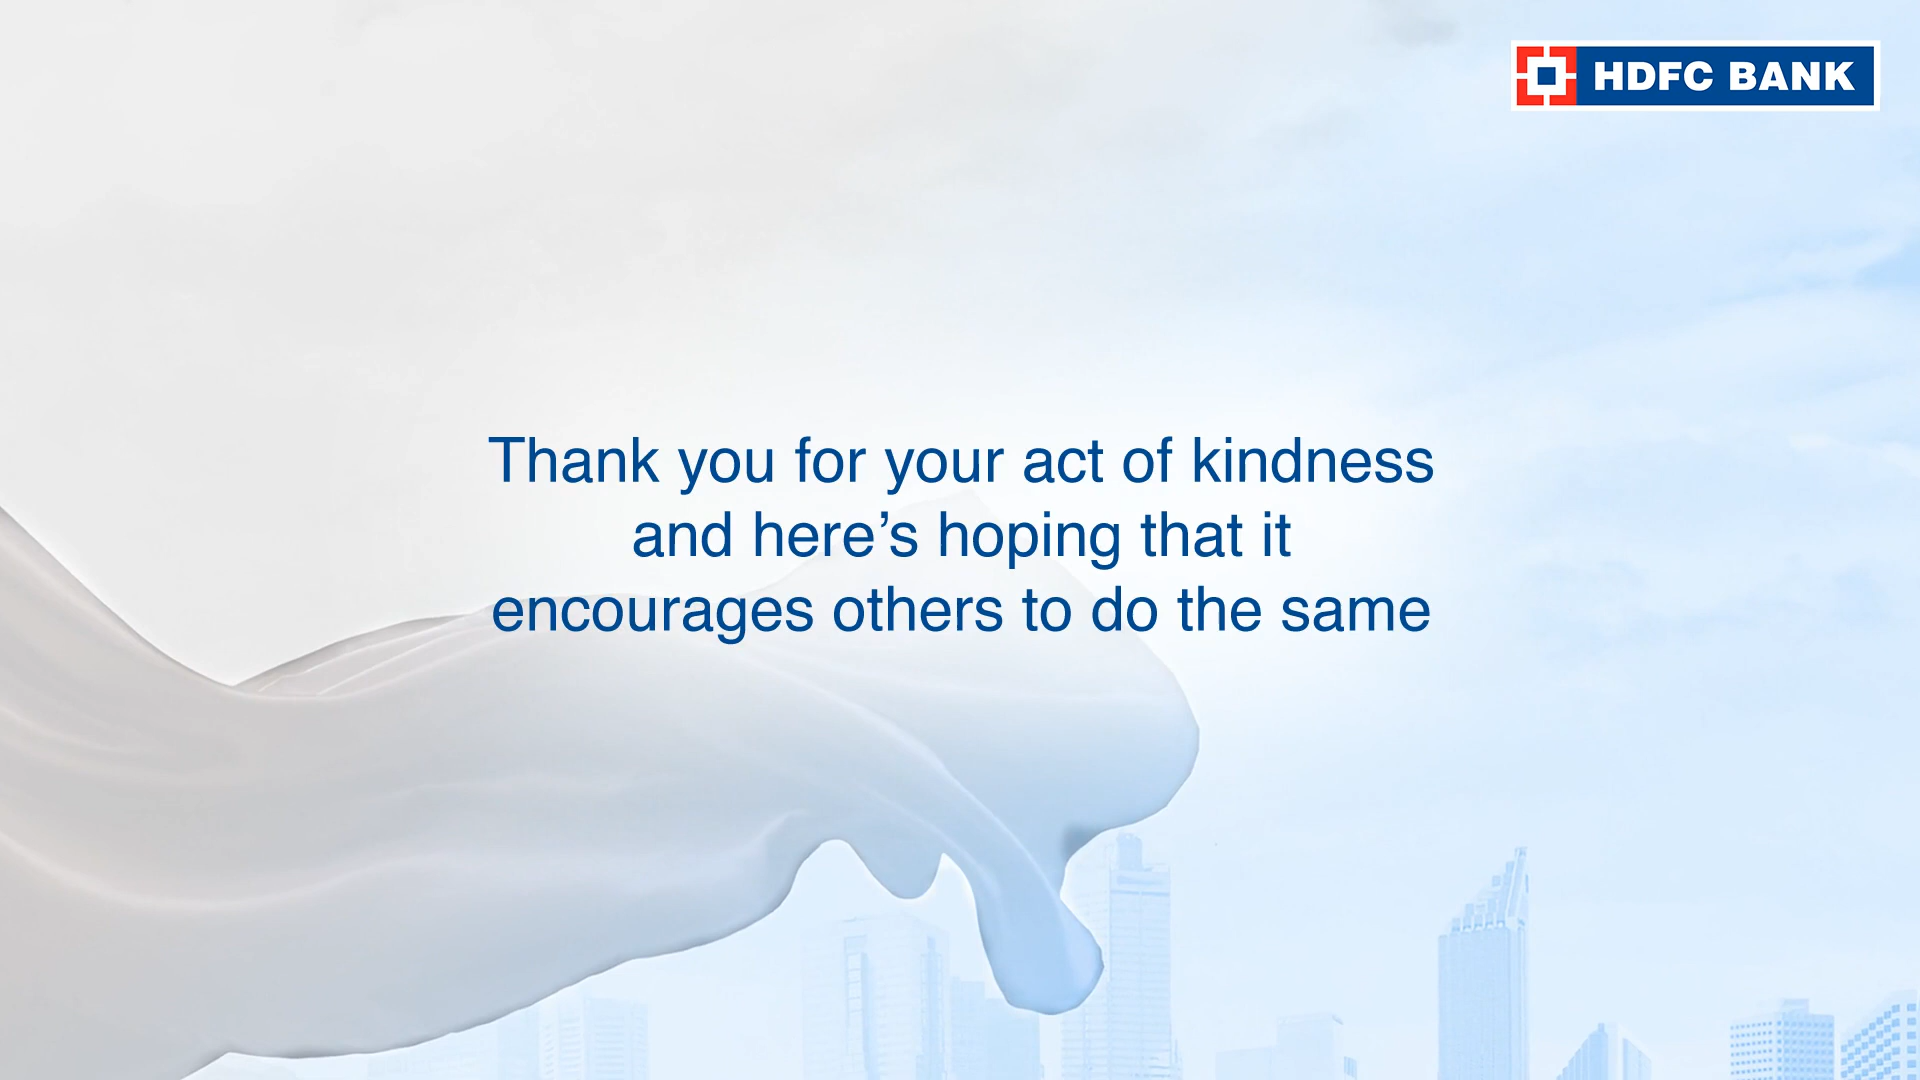 HDFC BANK
Thank you for your act of kindness
and here’s hoping that it
encourages others to do the same